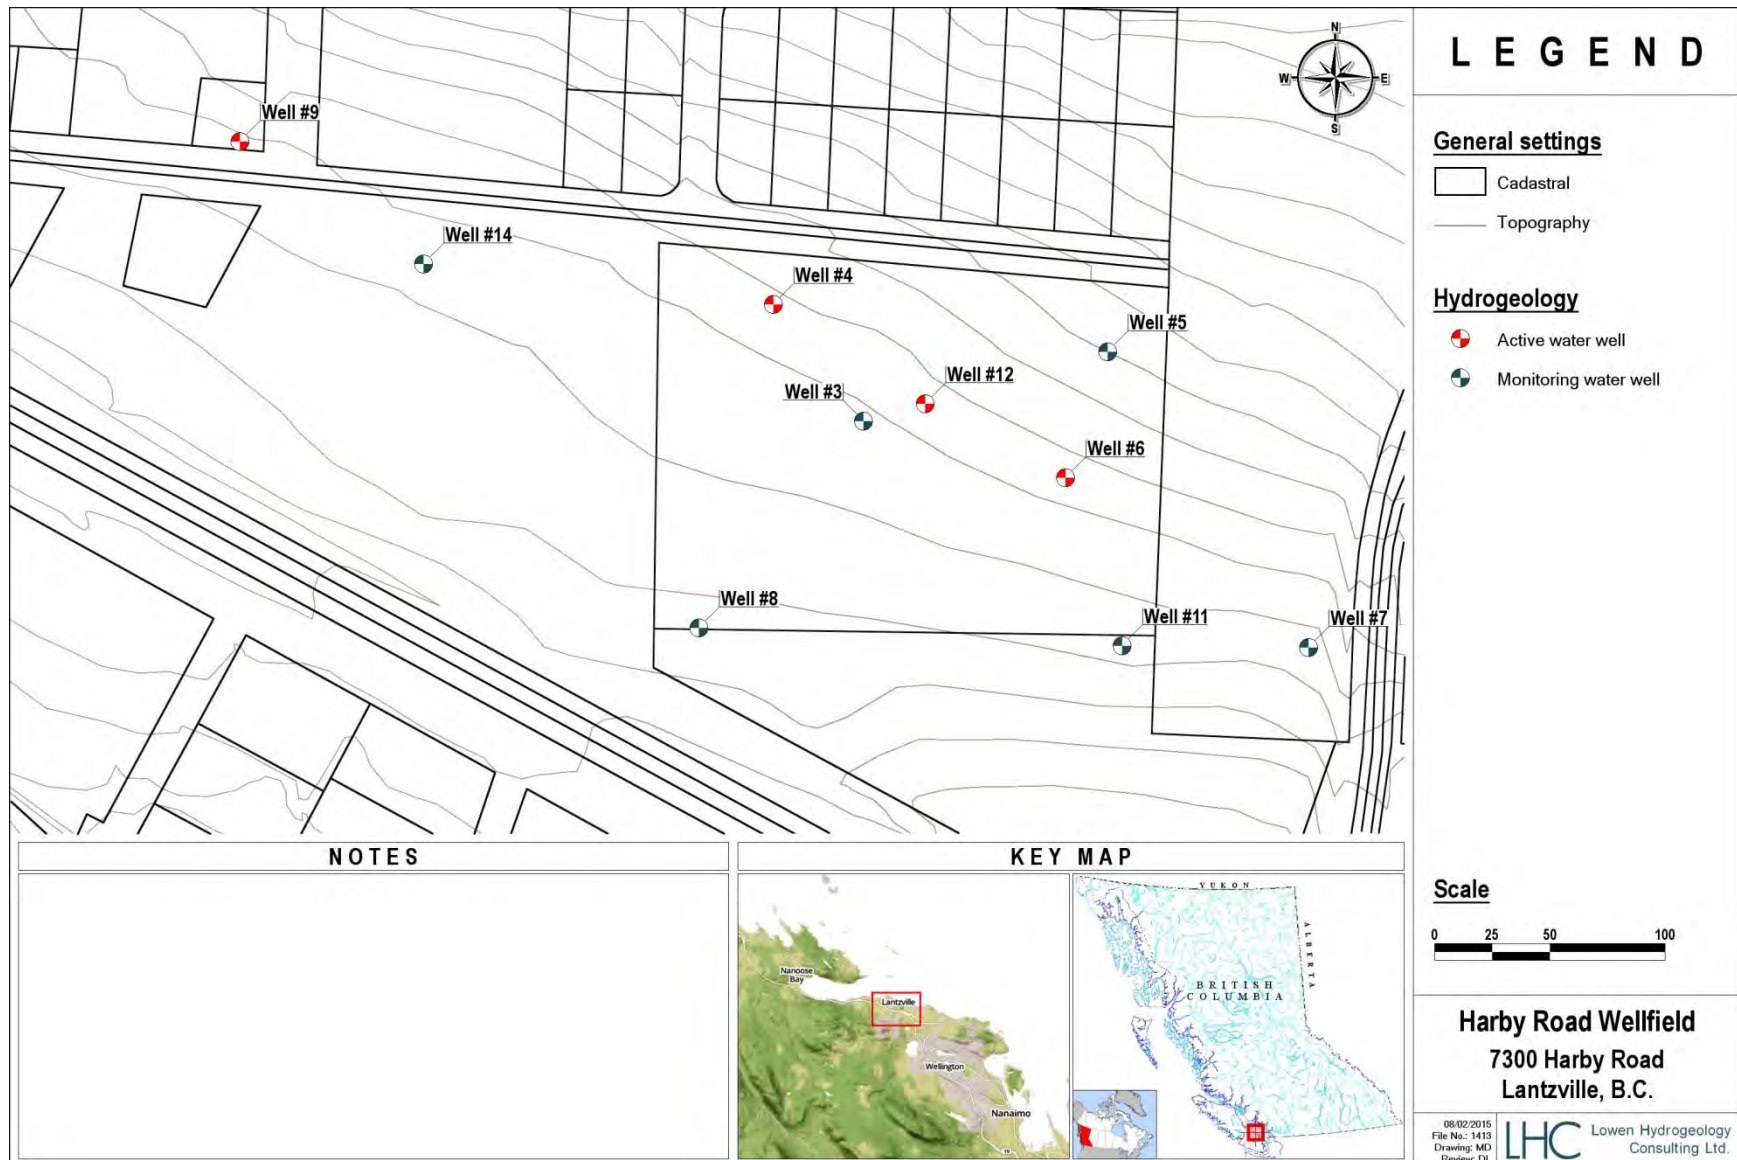 N
W E
S
Well #9
Well #14
Well #4
Well #5
Well #12
Well #3
Well #6
Well #8
Well #11
Well #7
LEGEND
General settings
Cadastral
Topography
Hydrogeology
Active water well
Monitoring water well
Scale
0 25 50 100
NOTES
KEY MAP
Nanoose
Bay
Lantzville
Wellington
Nanaimo
19
YUKON
ALBERTA
BRITISH
COLUMBIA
Harby Road Wellfield
7300 Harby Road
Lantzville, B.C.
08/02/2015
File No.: 1413
Drawing: MD
Review: DL
LHC
Lowen Hydrogeology
Consulting Ltd.